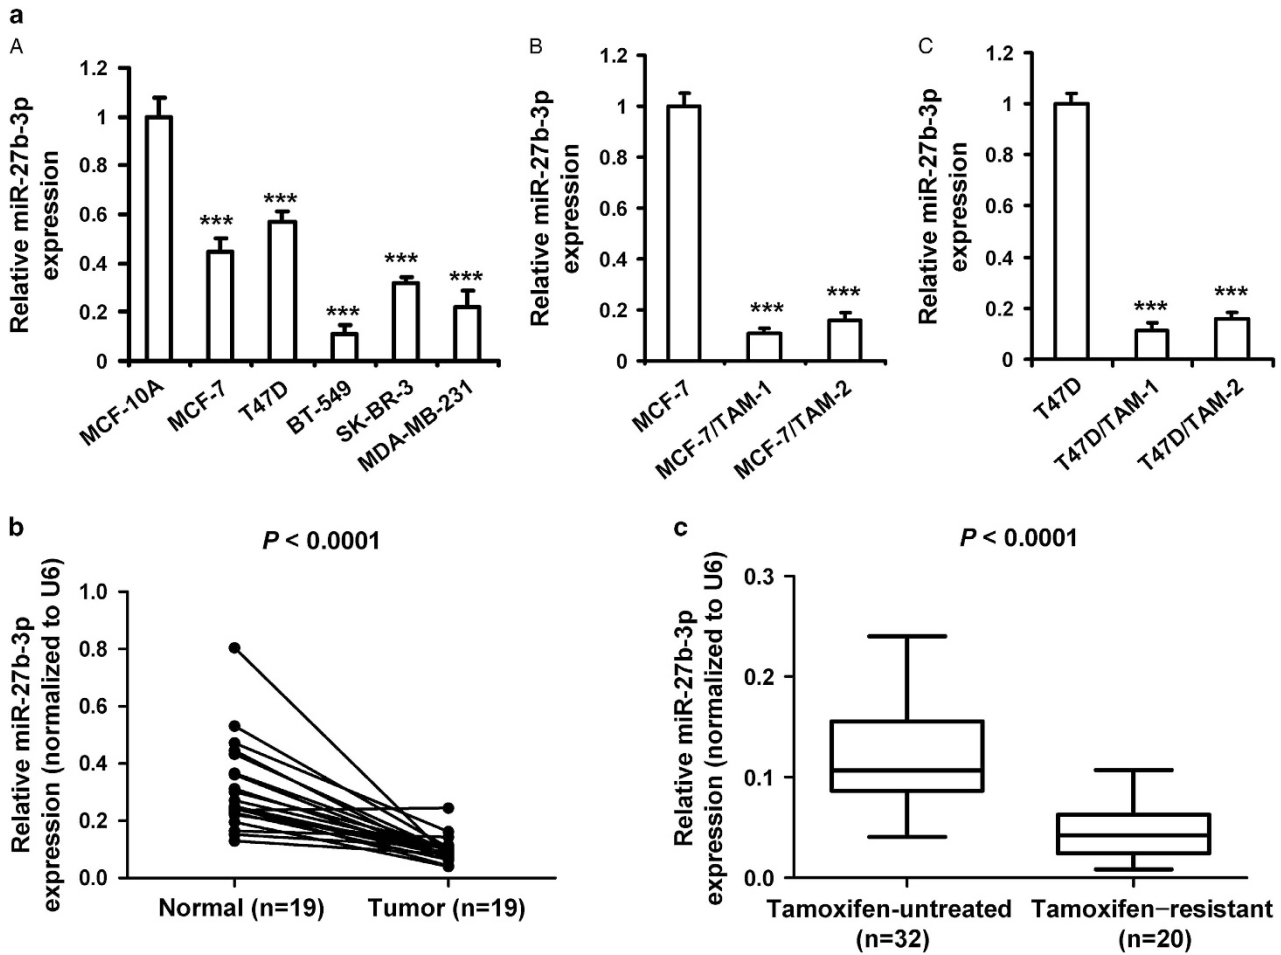 a
A
Relative miR-27b-3p
expression
1.2
1
0.8
0.6
0.4
0.2
0
***
***
***
***
***
MCF-10A
MCF-7
T47D
BT-549
SK-BR-3
MDA-MB-231
B
Relative miR-27b-3p
expression
1.2
1
0.8
0.6
0.4
0.2
0
***
***
MCF-7
MCF-7/TAM-1
MCF-7/TAM-2
C
Relative miR-27b-3p
expression
1.2
1
0.8
0.6
0.4
0.2
0
***
***
T47D
T47D/TAM-1
T47D/TAM-2
b
P < 0.0001
Relative miR-27b-3p
expression (normalized to U6)
1.0
0.8
0.6
0.4
0.2
0.0
Normal (n=19)
Tumor (n=19)
c
P < 0.0001
Relative miR-27b-3p
expression (normalized to U6)
0.3
0.2
0.1
0.0
Tamoxifen-untreated
(n=32)
Tamoxifen−resistant
(n=20)